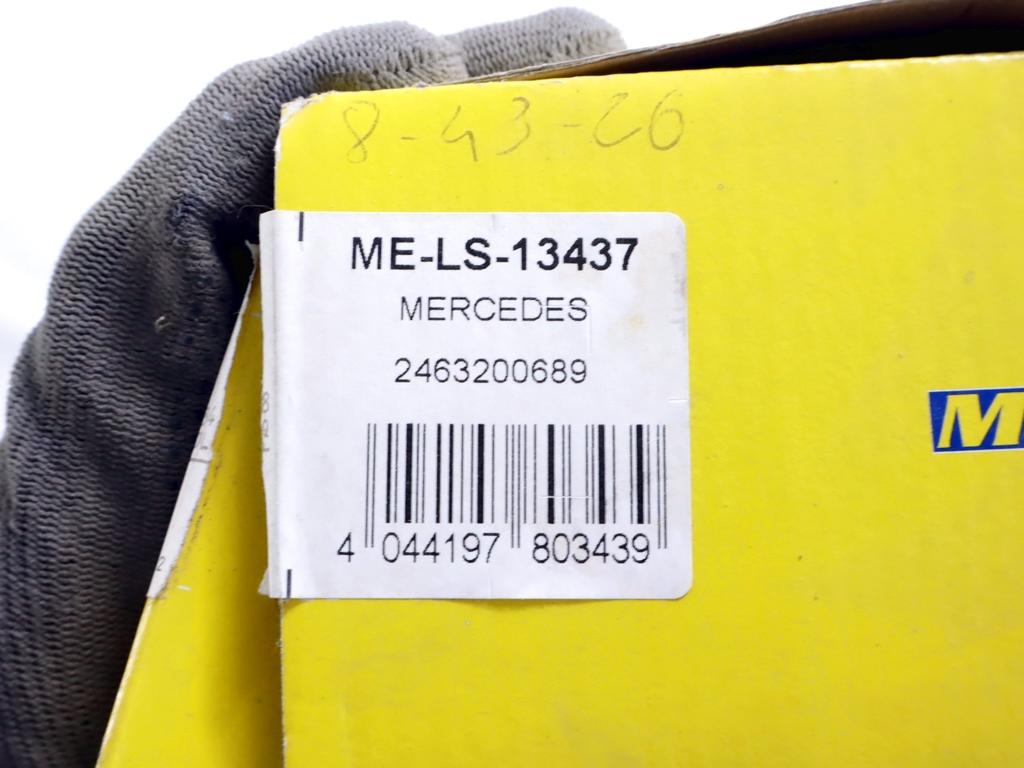 8-43-26
ME-LS-13437
MERCEDES
2463200689
4 044197 803439
M